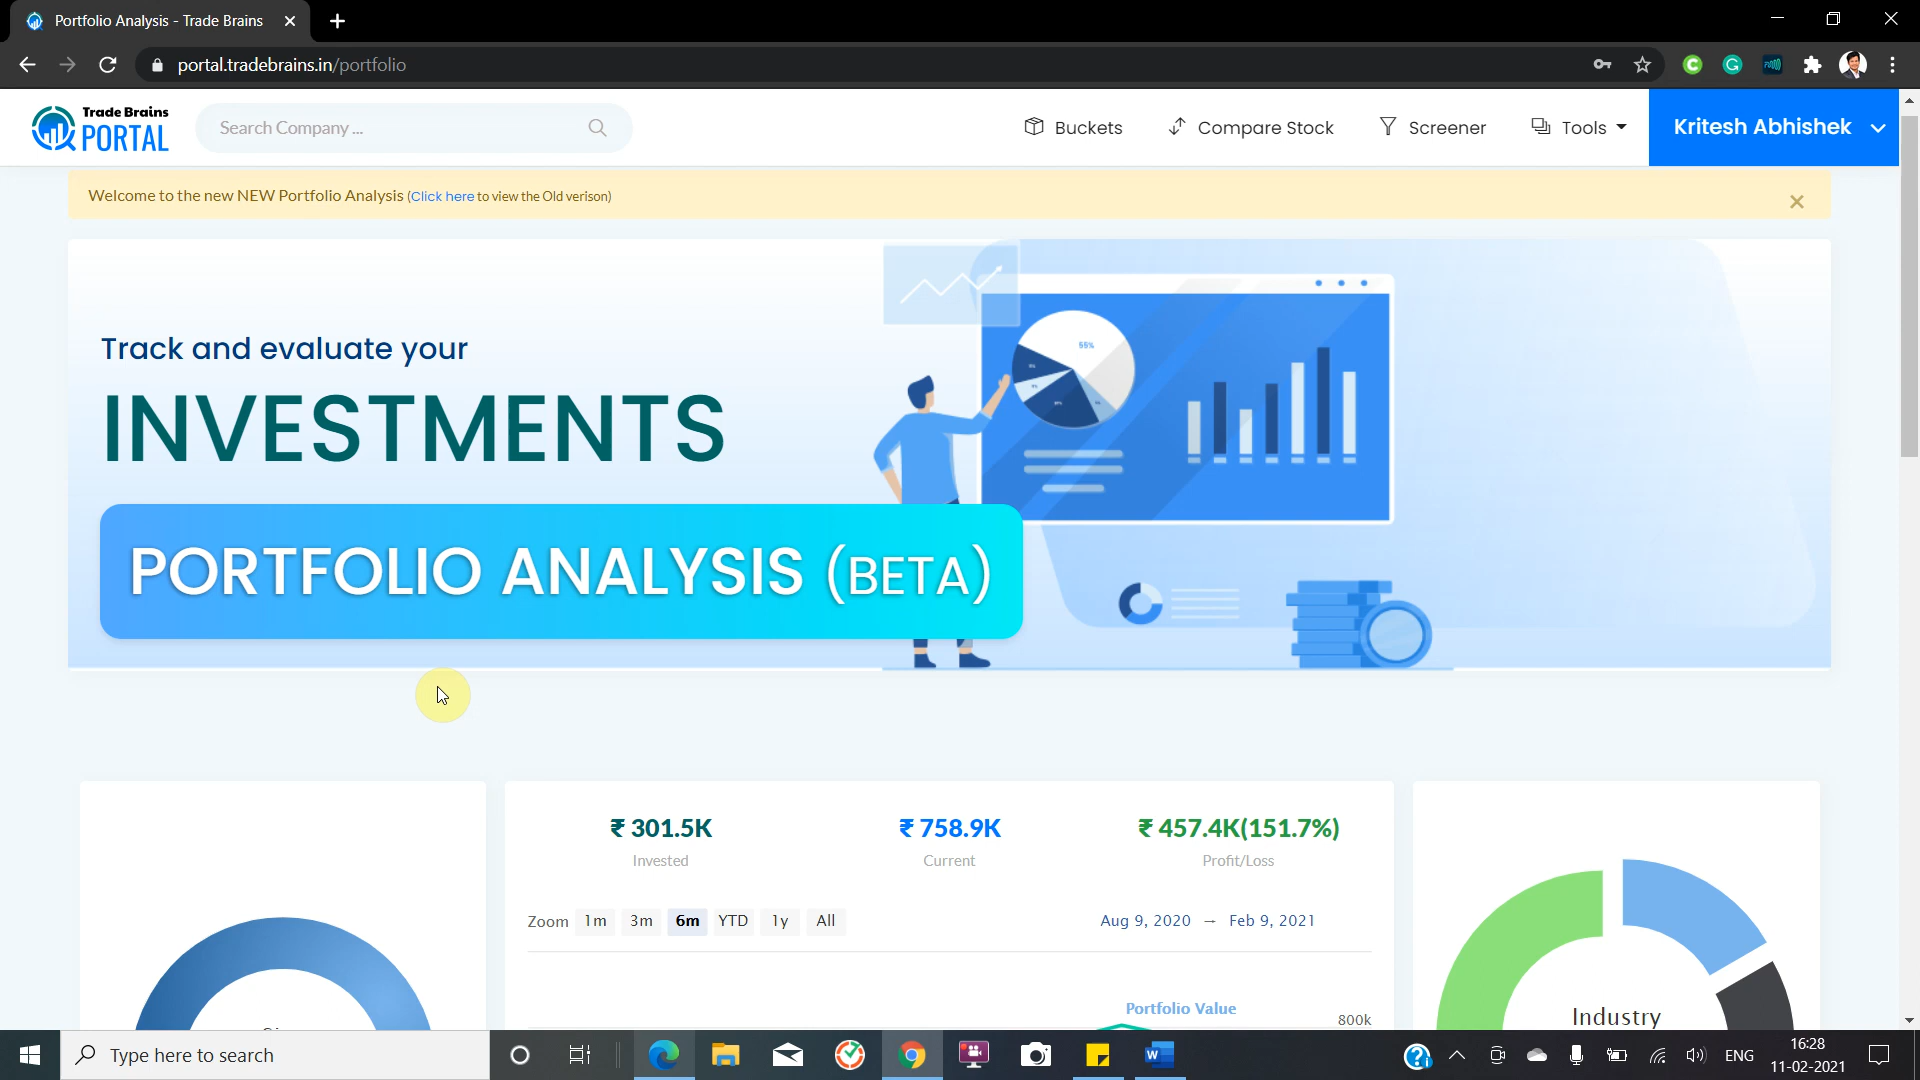 Portfolio Analysis - Trade Brains
portal.tradebrains.in/portfolio
Trade Brains
PORTAL
Search Company ...
Buckets
Compare Stock
Screener
Tools
Kritesh Abhishek
Welcome to the new NEW Portfolio Analysis (Click here to view the Old verison)
Track and evaluate your
INVESTMENTS
55%
PORTFOLIO ANALYSIS (BETA)
₹ 301.5K
Invested
₹ 758.9K
Current
₹ 457.4K(151.7%)
Profit/Loss
Zoom 1m 3m 6m YTD 1y All
Aug 9, 2020 → Feb 9, 2021
Portfolio Value
800k
Industry
Type here to search
ENG
16:28
11-02-2021